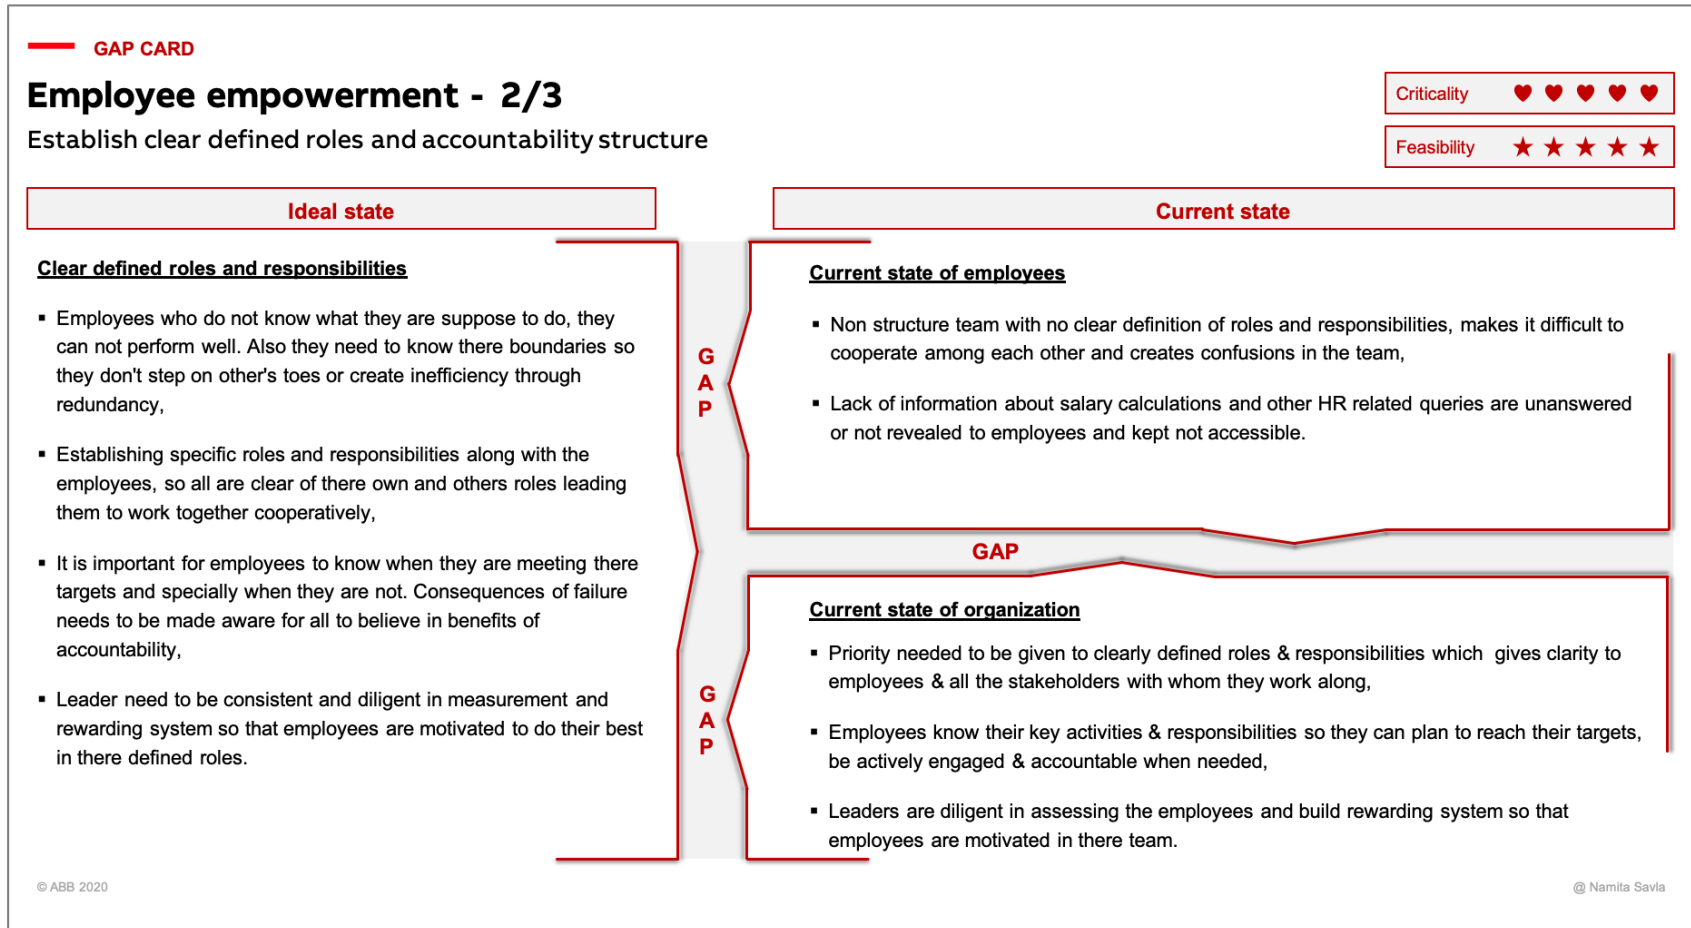 GAP CARD
Employee empowerment - 2/3
Establish clear defined roles and accountability structure
Criticality
Feasibility
Ideal state
Clear defined roles and responsibilities
▪ Employees who do not know what they are suppose to do, they
can not perform well. Also they need to know there boundaries so
they don't step on other's toes or create inefficiency through
redundancy,
▪ Establishing specific roles and responsibilities along with the
employees, so all are clear of there own and others roles leading
them to work together cooperatively,
▪ It is important for employees to know when they are meeting there
targets and specially when they are not. Consequences of failure
needs to be made aware for all to believe in benefits of
accountability,
▪ Leader need to be consistent and diligent in measurement and
rewarding system so that employees are motivated to do their best
in there defined roles.
G
A
P
G
A
P
Current state
Current state of employees
▪ Non structure team with no clear definition of roles and responsibilities, makes it difficult to
cooperate among each other and creates confusions in the team,
▪ Lack of information about salary calculations and other HR related queries are unanswered
or not revealed to employees and kept not accessible.
GAP
Current state of organization
▪ Priority needed to be given to clearly defined roles & responsibilities which gives clarity to
employees & all the stakeholders with whom they work along,
▪ Employees know their key activities & responsibilities so they can plan to reach their targets,
be actively engaged & accountable when needed,
▪ Leaders are diligent in assessing the employees and build rewarding system so that
employees are motivated in there team.
© ABB 2020
@ Namita Savla